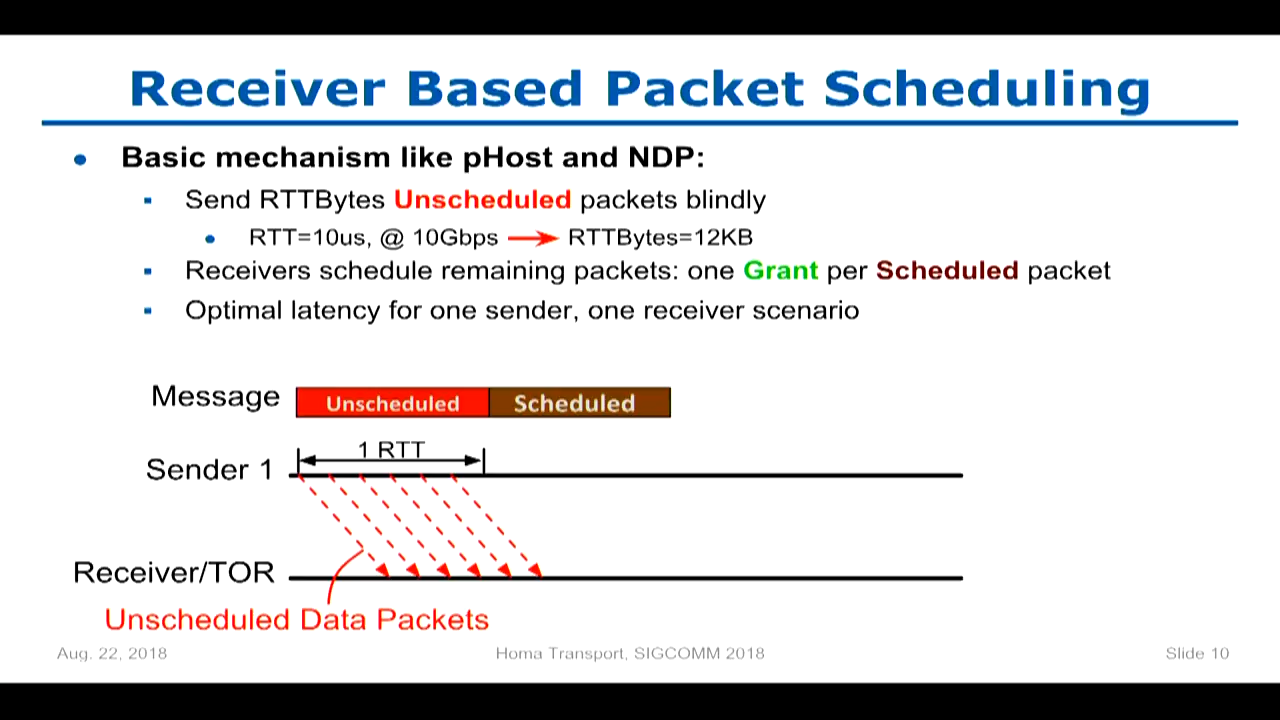 Receiver Based Packet Scheduling
• Basic mechanism like pHost and NDP:
▪ Send RTTBytes Unscheduled packets blindly
• RTT=10us, @ 10Gbps → RTTBytes=12KB
▪ Receivers schedule remaining packets: one Grant per Scheduled packet
▪ Optimal latency for one sender, one receiver scenario
Message Unscheduled Scheduled
1 RTT
Sender 1
Receiver/TOR
Unscheduled Data Packets
Aug. 22, 2018 Homa Transport, SIGCOMM 2018 Slide 10